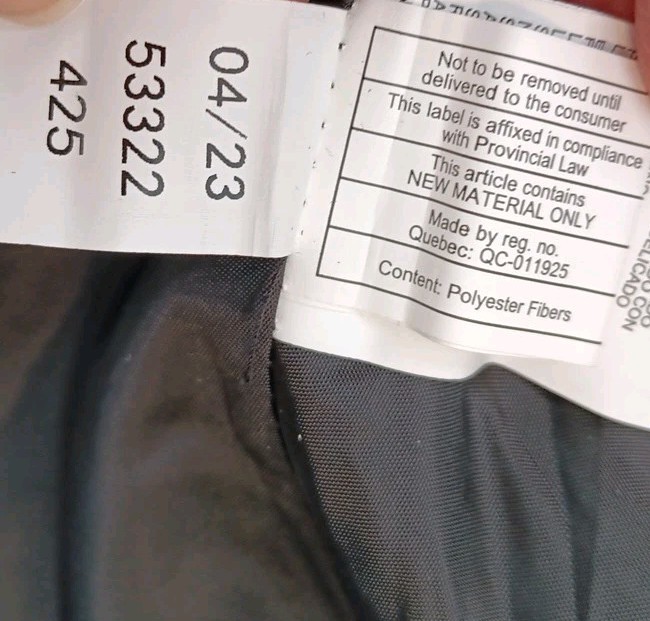 04/23
53322
425
Not to be removed until
delivered to the consumer
This label is affixed in compliance
with Provincial Law
This article contains
NEW MATERIAL ONLY
Made by reg. no.
Quebec: QC-011925
Content: Polyester Fibers
CON